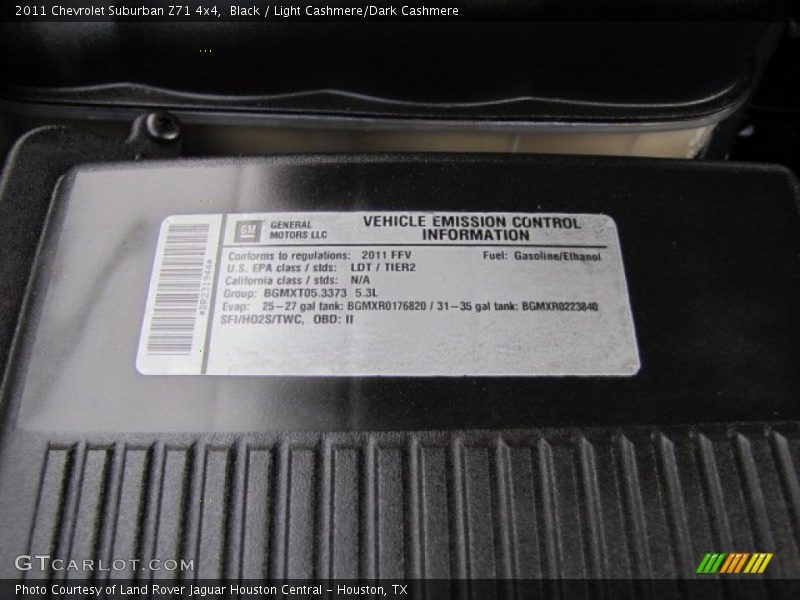 2011 Chevrolet Suburban Z71 4x4,  Black / Light Cashmere/Dark Cashmere
GM
GENERAL
MOTORS LLC
VEHICLE EMISSION CONTROL
INFORMATION
Conforms to regulations: 2011 FFV Fuel: Gasoline/Ethanol
U.S. EPA class / stds: LDT / TIER2
California class / stds: N/A
Group: BGMXT05.3373 5.3L
Evap: 25-27 gal tank: BGMXR0176820 / 31-35 gal tank: BGMXR0223840
SFI/HO2S/TWC, OBD: II
GTCARLOT.COM
Photo Courtesy of Land Rover Jaguar Houston Central - Houston, TX